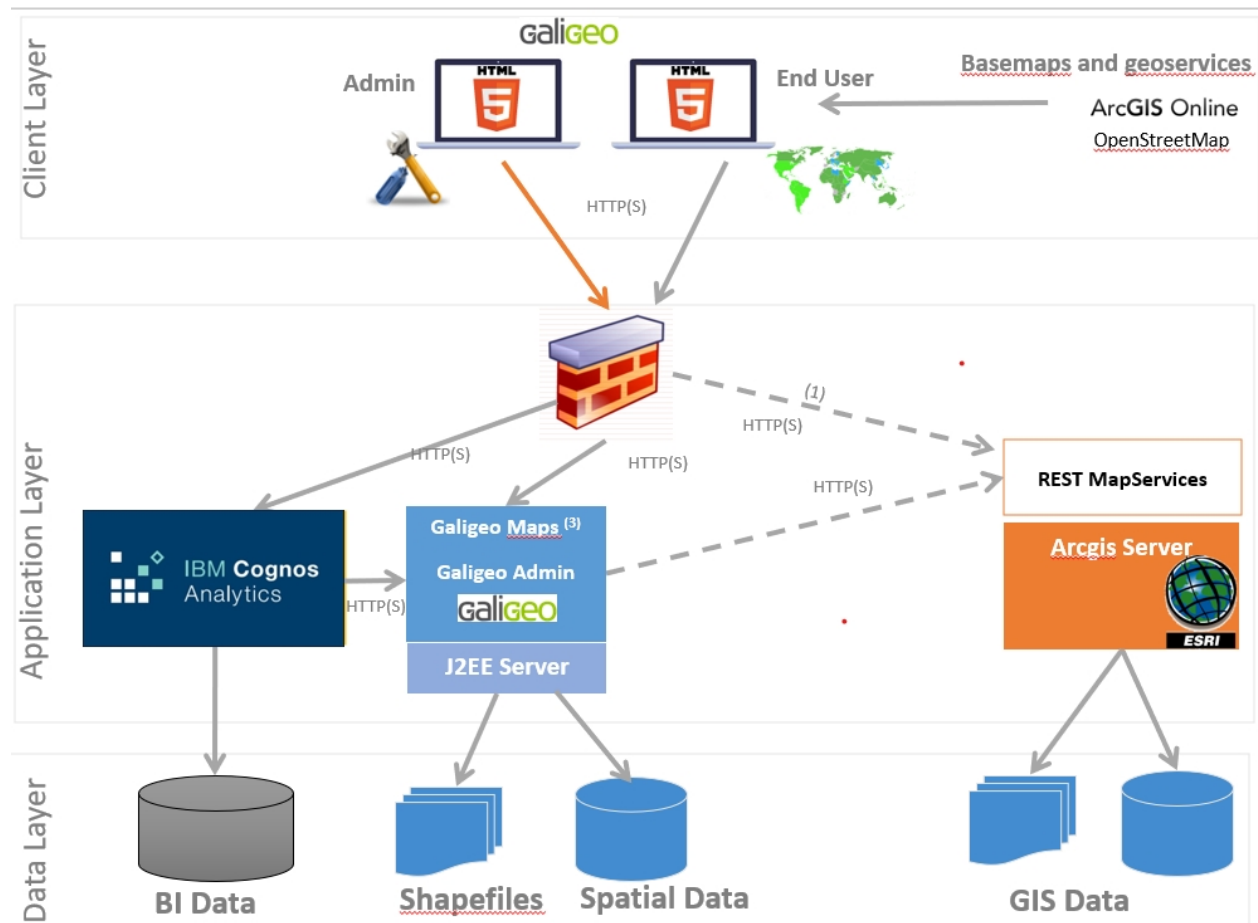 Client Layer
GaliGEO
Admin
HTML
5
HTML
5
End User
Basemaps and geoservices
ArcGIS Online
OpenStreetMap
HTTP(S)
Application Layer
(1)
HTTP(S)
HTTP(S)
HTTP(S)
HTTP(S)
REST MapServices
IBM Cognos
Analytics
HTTP(S)
Galigeo Maps (3)
Galigeo Admin
GaliGEO
J2EE Server
Arcgis Server
ESRI
Data Layer
BI Data
Shapefiles
Spatial Data
GIS Data